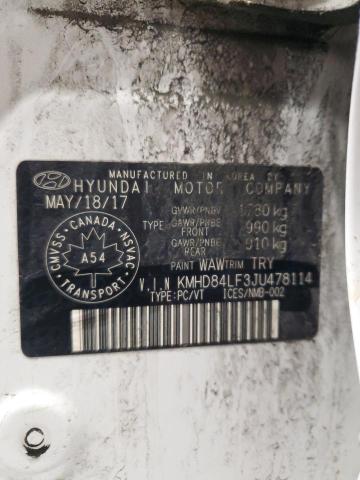 MANUFACTURED IN KOREA BY
HYUNDAI MOTOR COMPANY
MAY/18/17
GVWR/PNBV 1780 kg
TYPE GAWR/PNBE FRONT 990 kg
GAWR/PNBE REAR 910 kg
PAINT WAW TRIM TRY
CANADA
CMVSS NSVAC
A54
TRANSPORT
V.I.N KMHD84LF3JU478114
TYPE:PC/VT ICES/NMB-002